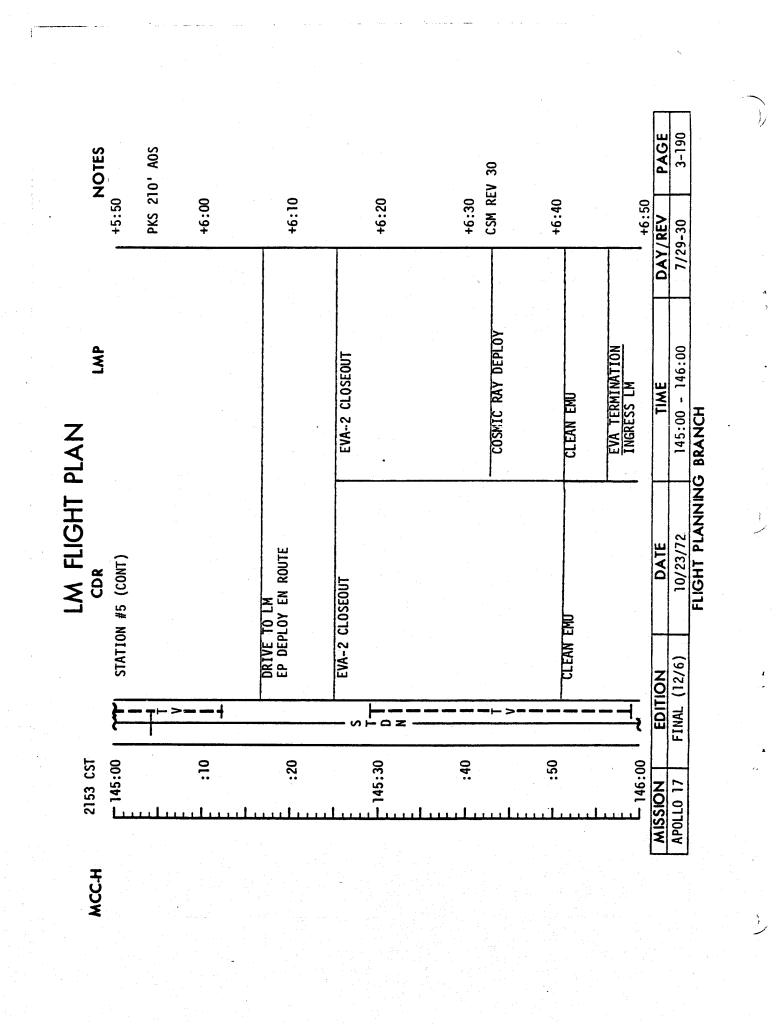 LM FLIGHT PLAN
MCC-H
CDR
LMP
NOTES
2153 CST
145:00
STATION #5 (CONT)
+5:50
PKS 210' AOS
T V
:10
+6:00
DRIVE TO LM
EP DEPLOY EN ROUTE
:20
+6:10
EVA-2 CLOSEOUT
EVA-2 CLOSEOUT
S T D N
145:30
+6:20
:40
+6:30
COSMIC RAY DEPLOY
CSM REV 30
T V
:50
+6:40
CLEAN EMU
CLEAN EMU
EVA TERMINATION
INGRESS LM
146:00
+6:50
MISSION EDITION DATE TIME DAY/REV PAGE
APOLLO 17 FINAL (12/6) 10/23/72 145:00 - 146:00 7/29-30 3-190
FLIGHT PLANNING BRANCH